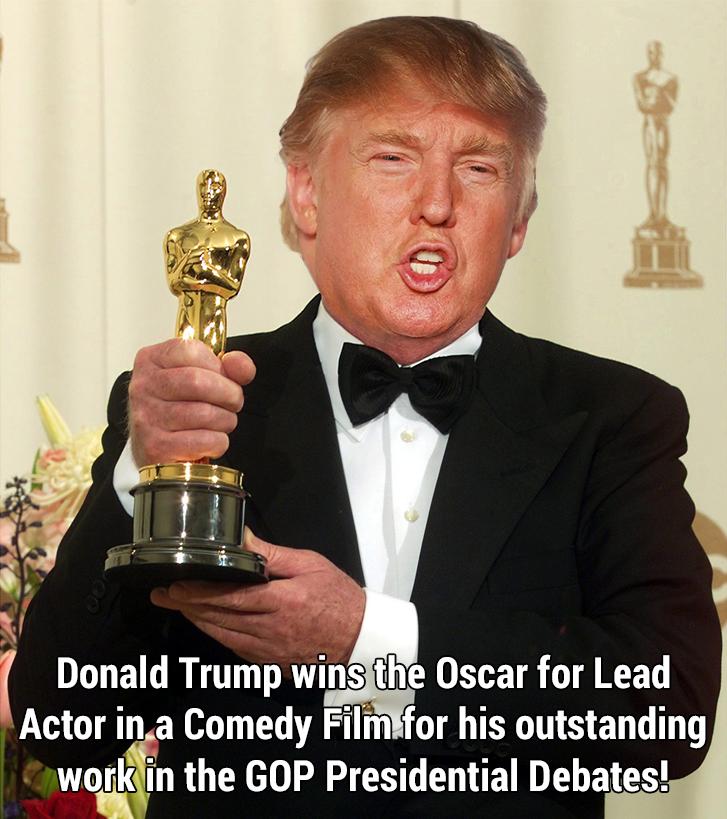 Donald Trump wins the Oscar for Lead
Actor in a Comedy Film for his outstanding
work in the GOP Presidential Debates!